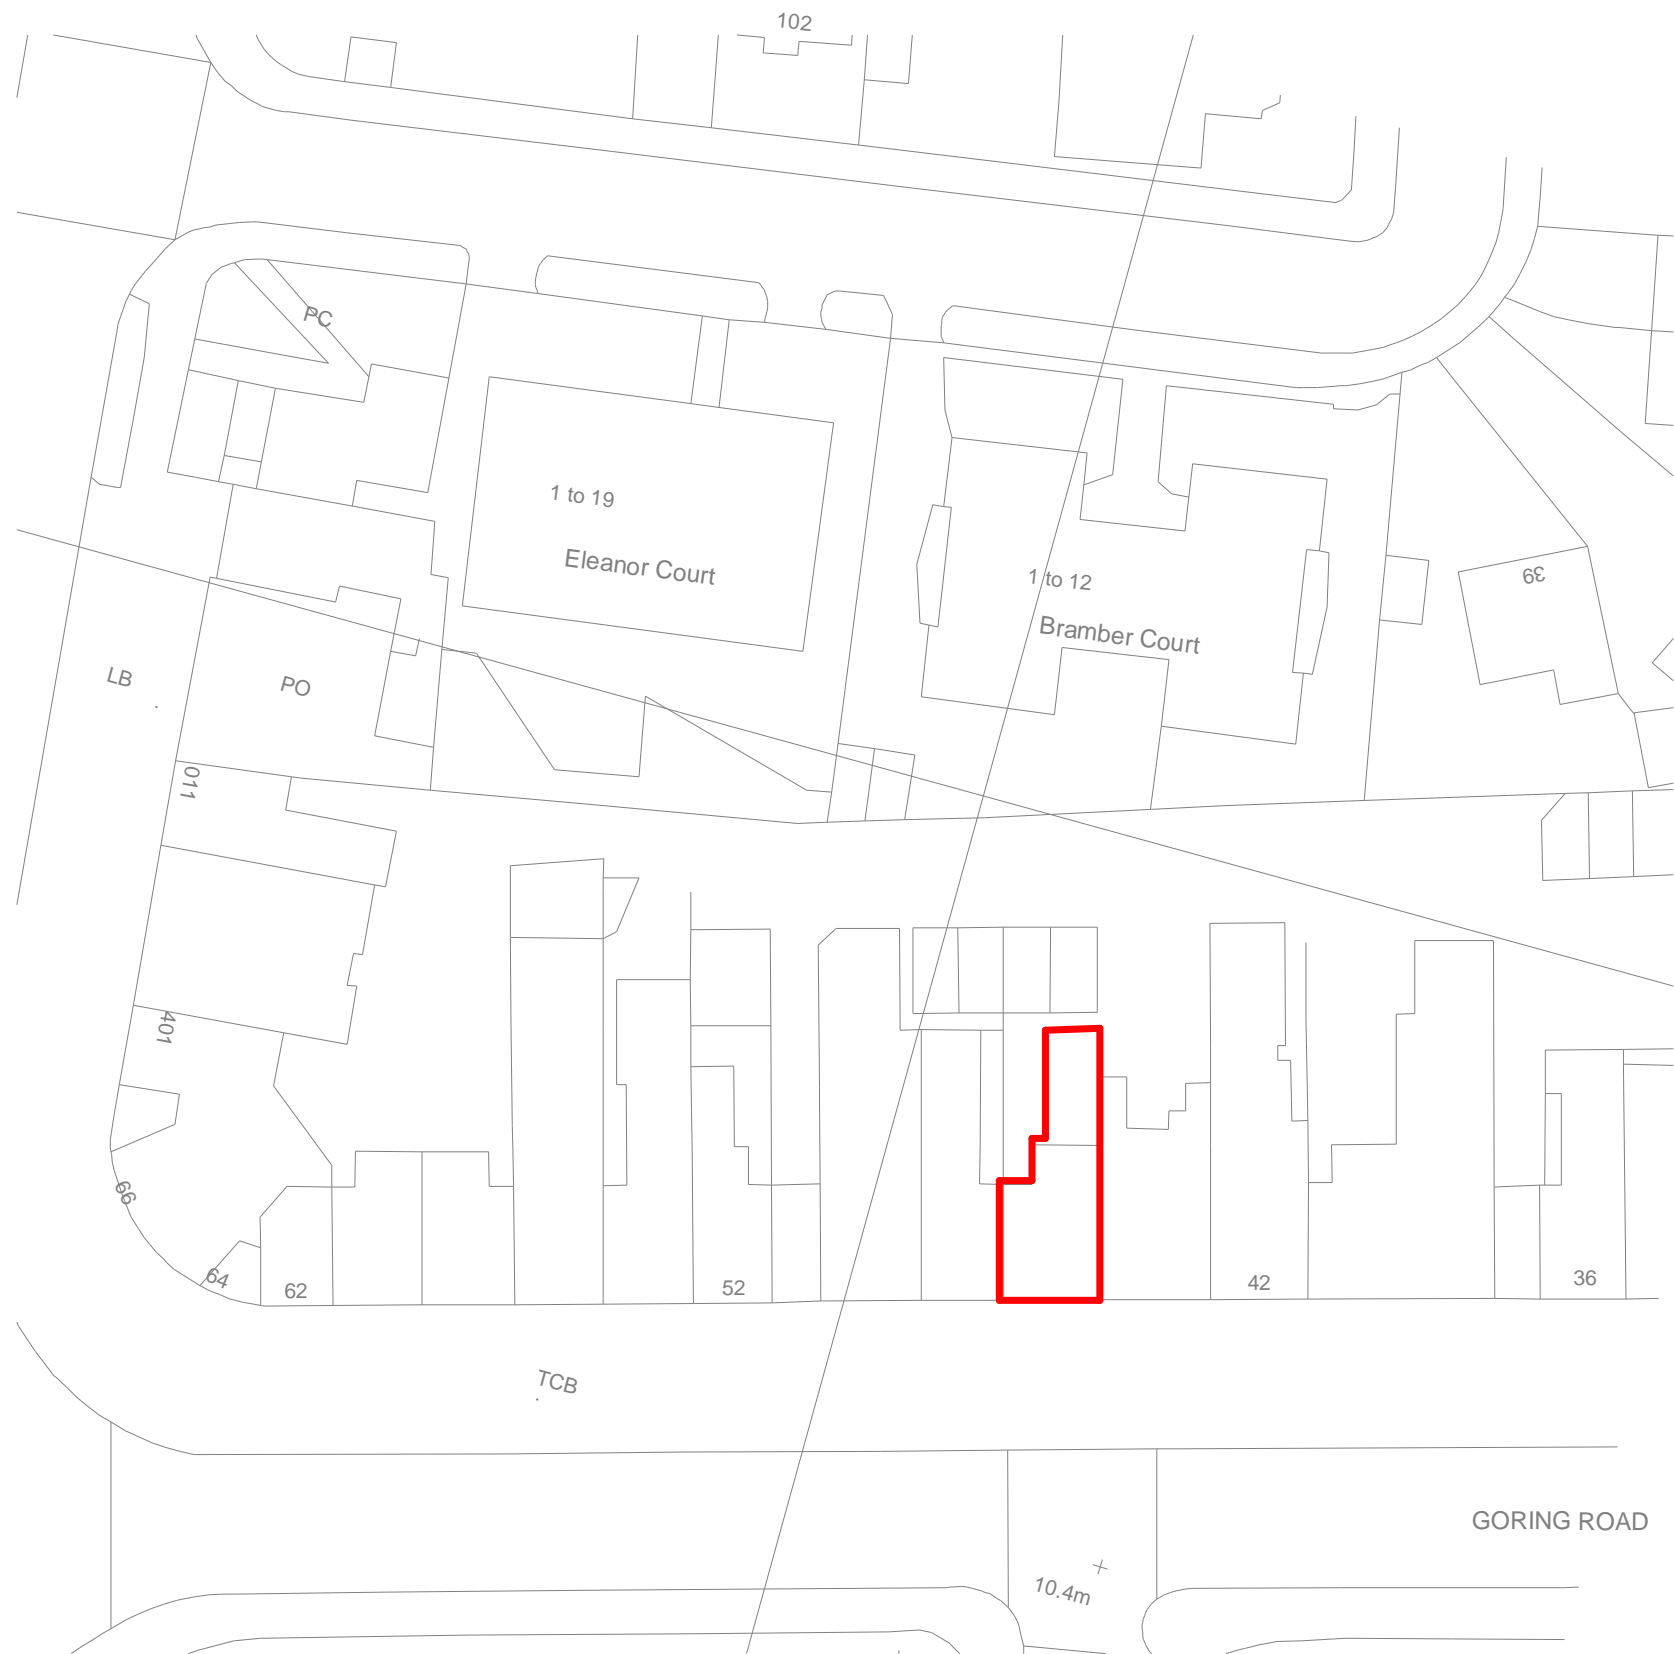 102
PC
1 to 19
Eleanor Court
1 to 12
Bramber Court
39
LB
PO
110
104
66
64
62
52
42
36
TCB
GORING ROAD
10.4m